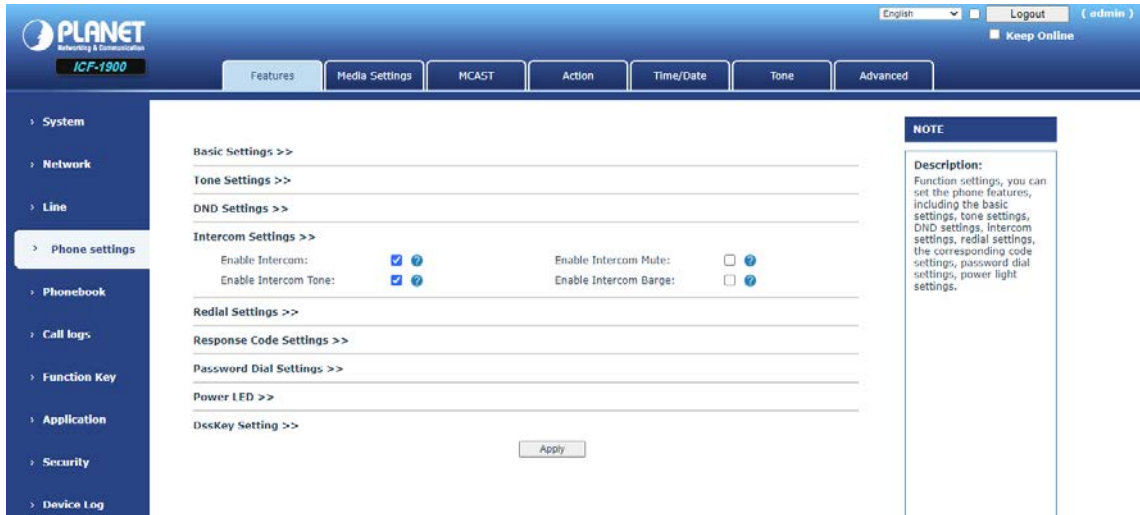 English
Logout
( admin )
PLANET
Networking & Communication
Keep Online
ICF-1900
Features
Media Settings
MCAST
Action
Time/Date
Tone
Advanced
› System
› Network
› Line
› Phone settings
› Phonebook
› Call logs
› Function Key
› Application
› Security
› Device Log
Basic Settings >>
Tone Settings >>
DND Settings >>
Intercom Settings >>
Enable Intercom:
Enable Intercom Mute:
Enable Intercom Tone:
Enable Intercom Barge:
Redial Settings >>
Response Code Settings >>
Password Dial Settings >>
Power LED >>
DssKey Setting >>
Apply
NOTE
Description:
Function settings, you can
set the phone features,
including the basic
settings, tone settings,
DND settings, intercom
settings, redial settings,
the corresponding code
settings, password dial
settings, power light
settings.